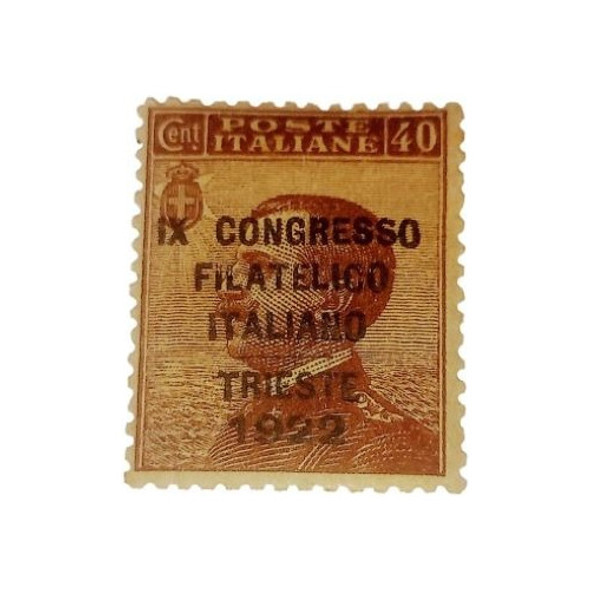 Cent POSTE ITALIANE 40
IX CONGRESSO
FILATELICO
ITALIANO
TRIESTE
1922